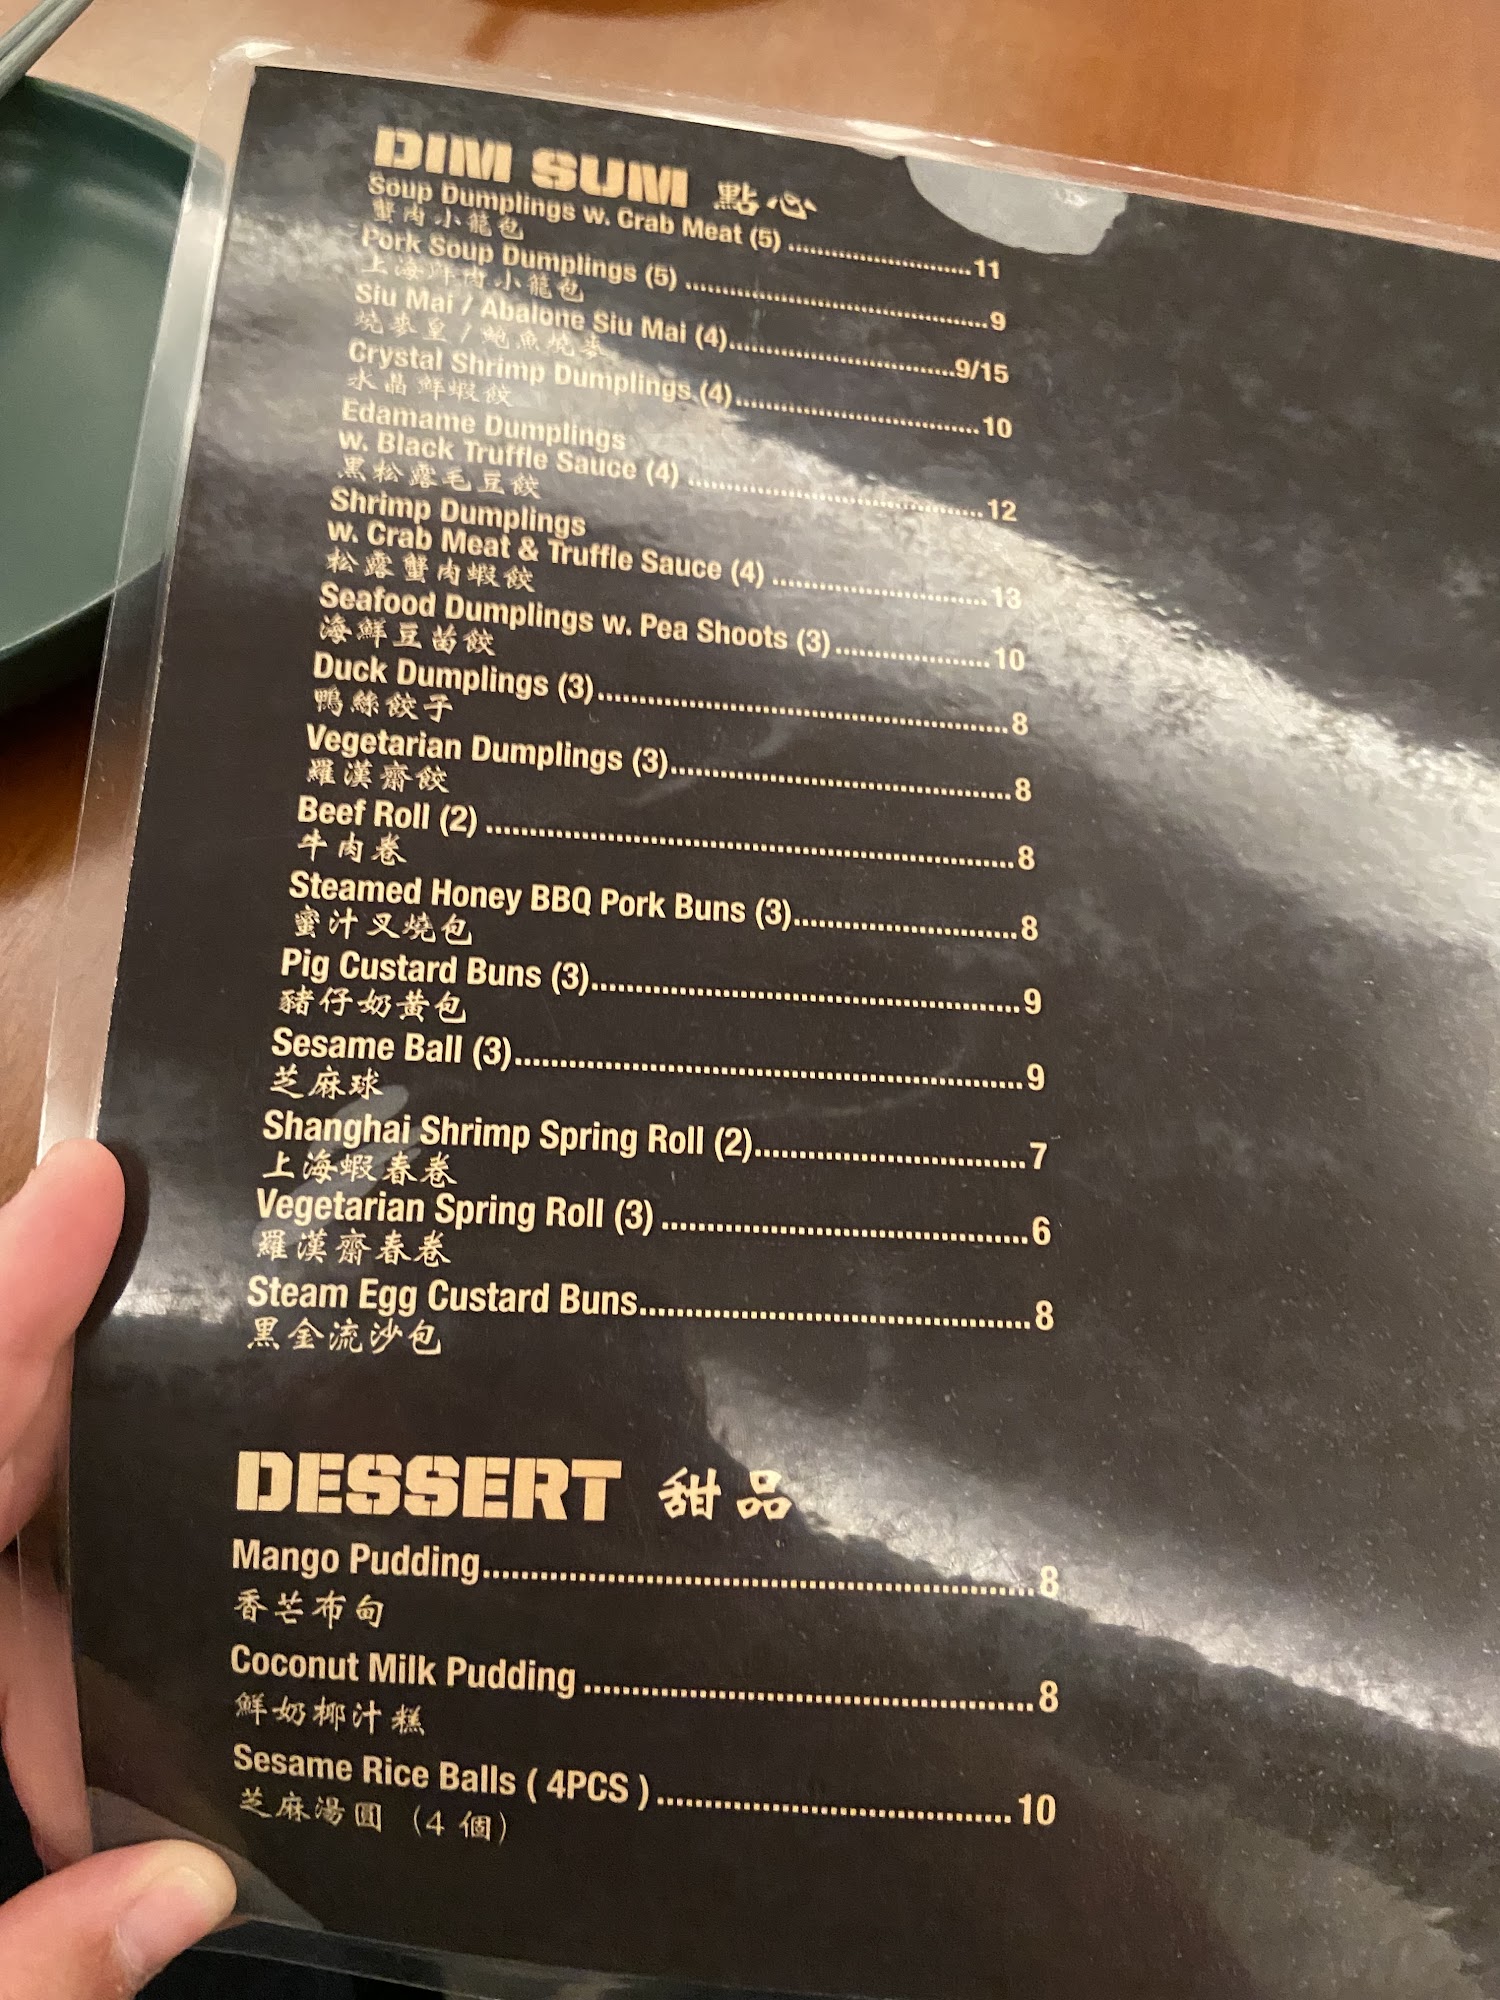 DIM SUM 點心
Soup Dumplings w. Crab Meat (5) ........................11
蟹肉小龍包
Pork Soup Dumplings (5) ........................................9
上海鮮肉小龍包
Siu Mai / Abalone Siu Mai (4)..............................9/15
燒麥皇 / 鮑魚燒麥
Crystal Shrimp Dumplings (4)................................10
水晶鮮蝦餃
Edamame Dumplings
w. Black Truffle Sauce (4) ......................................12
黑松露毛豆餃
Shrimp Dumplings
w. Crab Meat & Truffle Sauce (4) ............................13
松露蟹肉蝦餃
Seafood Dumplings w. Pea Shoots (3)....................10
海鮮豆苗餃
Duck Dumplings (3)....................................................8
鴨絲餃子
Vegetarian Dumplings (3)..........................................8
羅漢齋餃
Beef Roll (2) ................................................................8
牛肉卷
Steamed Honey BBQ Pork Buns (3)..........................8
蜜汁叉燒包
Pig Custard Buns (3)..................................................9
豬仔奶黃包
Sesame Ball (3)..........................................................9
芝麻球
Shanghai Shrimp Spring Roll (2)..............................7
上海蝦春卷
Vegetarian Spring Roll (3) ........................................6
羅漢齋春卷
Steam Egg Custard Buns..........................................8
黑金流沙包
DESSERT 甜品
Mango Pudding..........................................................8
香芒布甸
Coconut Milk Pudding ..............................................8
鮮奶椰汁糕
Sesame Rice Balls ( 4PCS ) ....................................10
芝麻湯圓 （4 個）